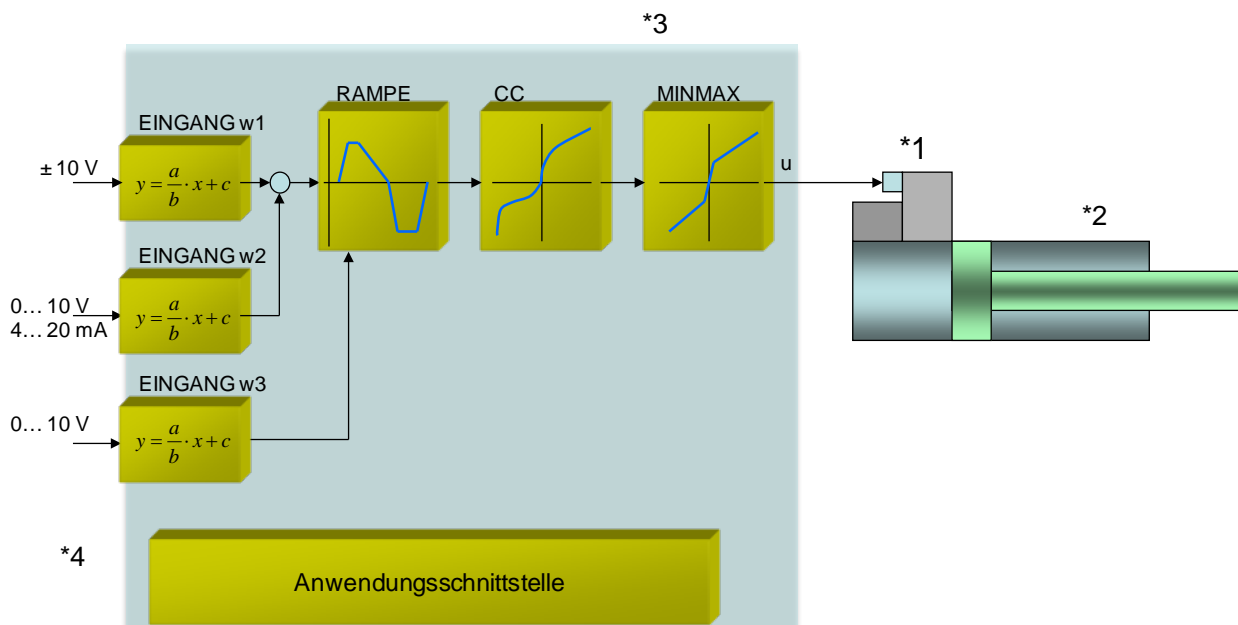 *3
RAMPE
CC
MINMAX
EINGANG w1
± 10 V
y = a/b · x + c
u
*1
*2
EINGANG w2
0... 10 V
4... 20 mA
y = a/b · x + c
EINGANG w3
0... 10 V
y = a/b · x + c
*4
Anwendungsschnittstelle